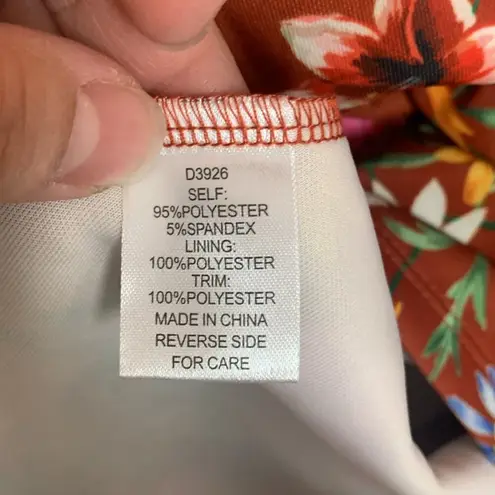 D3926
SELF:
95%POLYESTER
5%SPANDEX
LINING:
100%POLYESTER
TRIM:
100%POLYESTER
MADE IN CHINA
REVERSE SIDE
FOR CARE